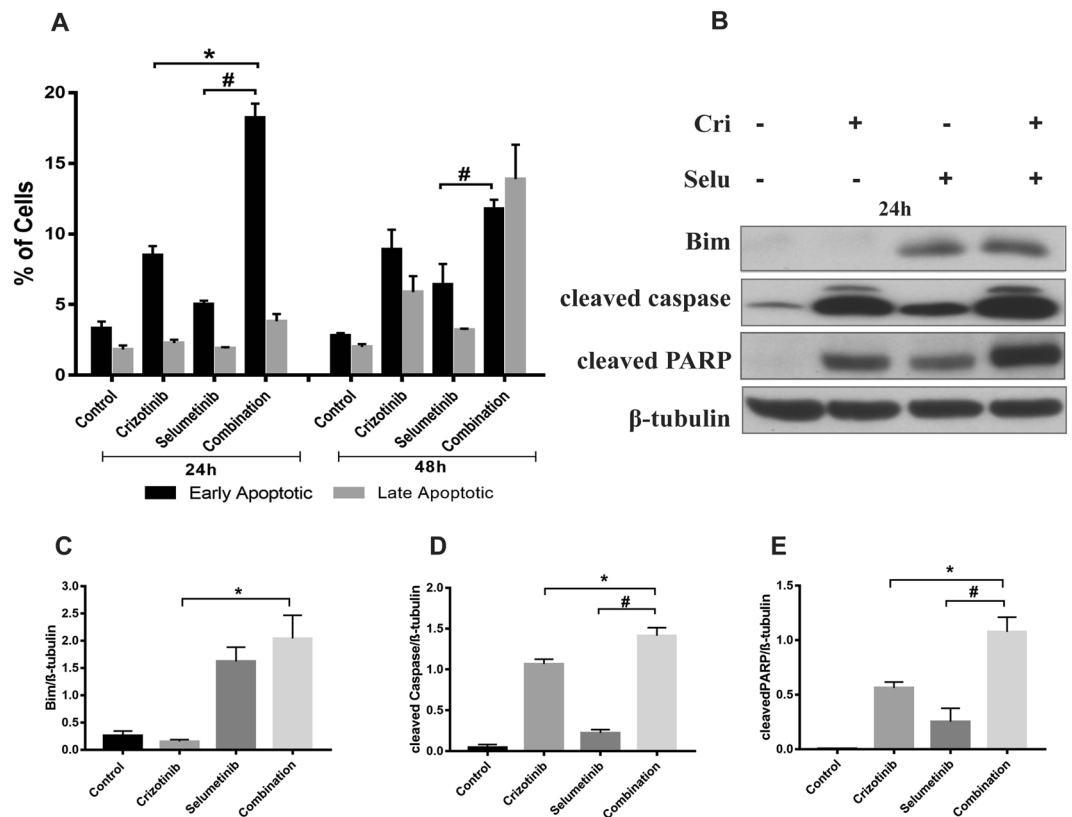 A
% of Cells
20
15
10
5
0
*
#
#
Control
Crizotinib
Selumetinib
Combination
Control
Crizotinib
Selumetinib
Combination
24h
48h
Early Apoptotic
Late Apoptotic
B
Cri - + - +
Selu - - + +
24h
Bim
cleaved caspase
cleaved PARP
β-tubulin
C
Bim/ß-tubulin
3.0
2.5
2.0
1.5
1.0
0.5
0.0
*
Control
Crizotinib
Selumetinib
Combination
D
cleaved Caspase/ß-tubulin
2.0
1.5
1.0
0.5
0.0
*
#
Control
Crizotinib
Selumetinib
Combination
E
cleavedPARP/ß-tubulin
1.5
1.0
0.5
0.0
*
#
Control
Crizotinib
Selumetinib
Combination